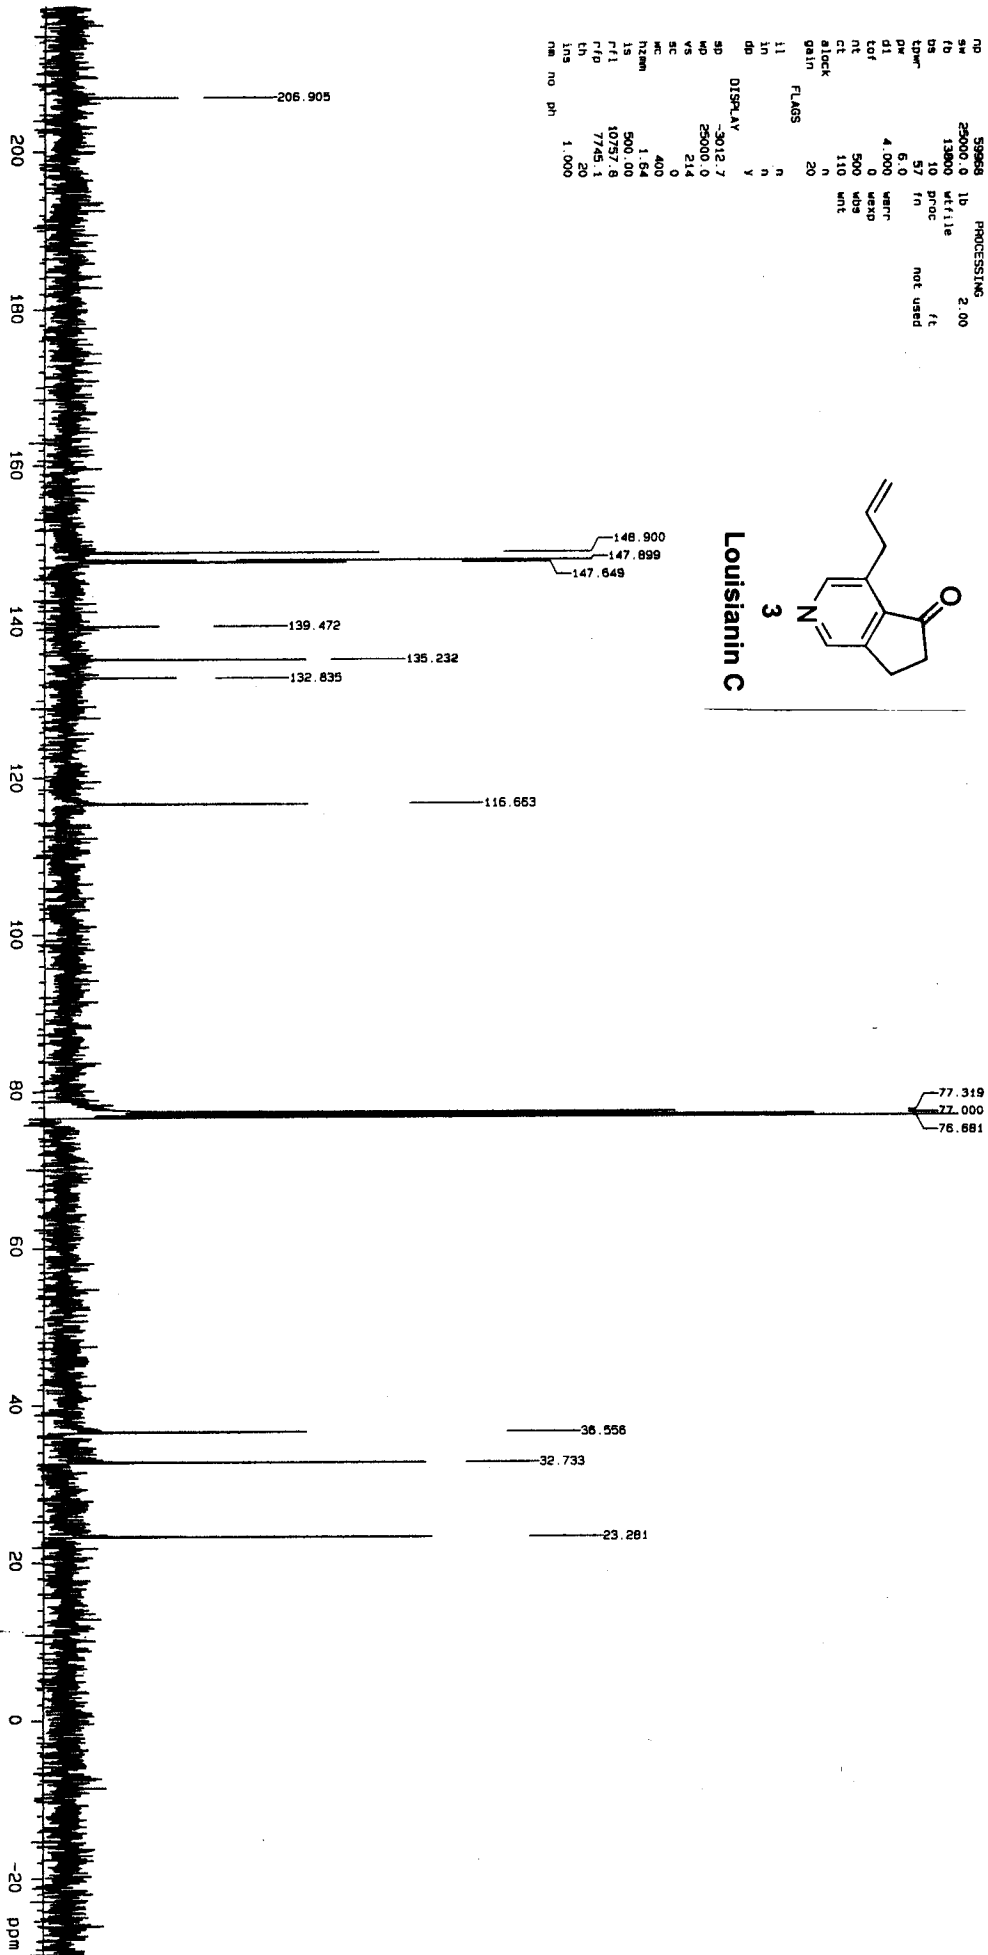 np 59968 PROCESSING
sw 25000.0 lb 2.00
fb 13800 wtfile
bs 10 proc ft
tpwr 57 fn not used
pw 6.0
d1 4.000 werr
tof 0 wexp
nt 500 wbs
ct 110 wnt
alock n
gain 20
FLAGS
il n
in n
dp y
DISPLAY
sp -3012.7
wp 25000.0
vs 214
sc 0
wc 400
hzmm 1.64
is 500.00
rfl 10757.8
rfp 7745.1
th 20
ins 1.000
nm no ph
O
N
3
Louisianin C
206.905
148.900
147.899
147.649
139.472
135.232
132.835
116.663
77.319
77.000
76.681
36.556
32.733
23.281
200 180 160 140 120 100 80 60 40 20 0 -20 ppm